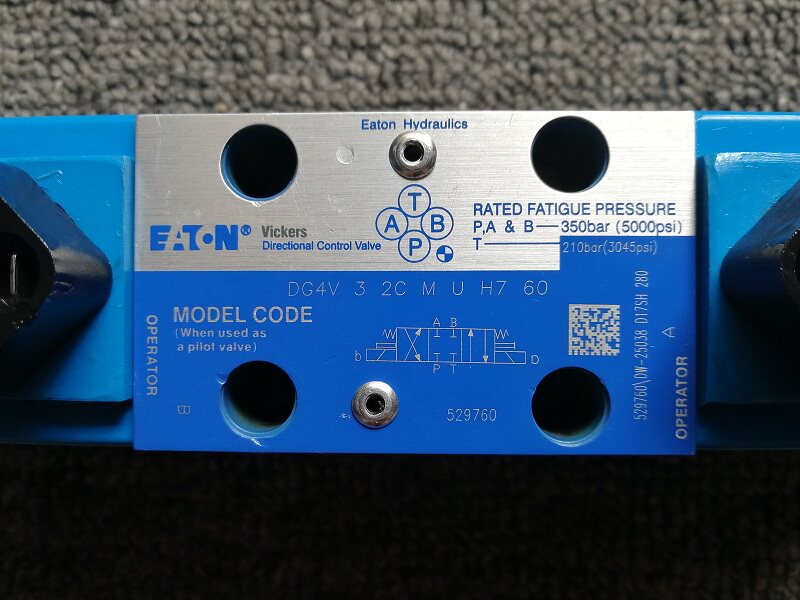 Eaton Hydraulics
T
A B
P
EATON® Vickers
Directional Control Valve
RATED FATIGUE PRESSURE
P,A & B—350bar (5000psi)
T—210bar(3045psi)
DG4V 3 2C M U H7 60
MODEL CODE
(When used as
a pilot valve)
A B
b D
P T
529760
OPERATOR
B
529760\DW-25038 D17SH 280
A
OPERATOR